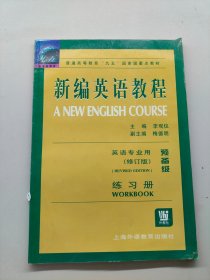 普通高等教育"九五"国家级重点教材
新编英语教程
A NEW ENGLISH COURSE
主编 李观仪
副主编 梅德明
英语专业用
(修订版) 预备级
(REVISED EDITION)
练习册
WORKBOOK
上海外语教育出版社